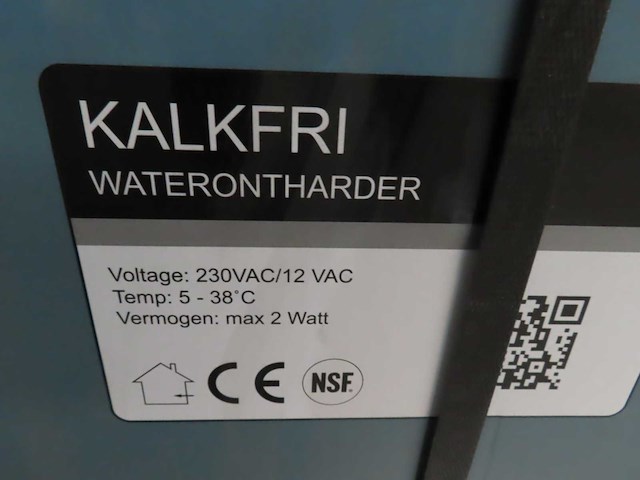 KALKFRI
WATERONTHARDER
Voltage: 230VAC/12 VAC
Temp: 5 - 38°C
Vermogen: max 2 Watt
CE NSF